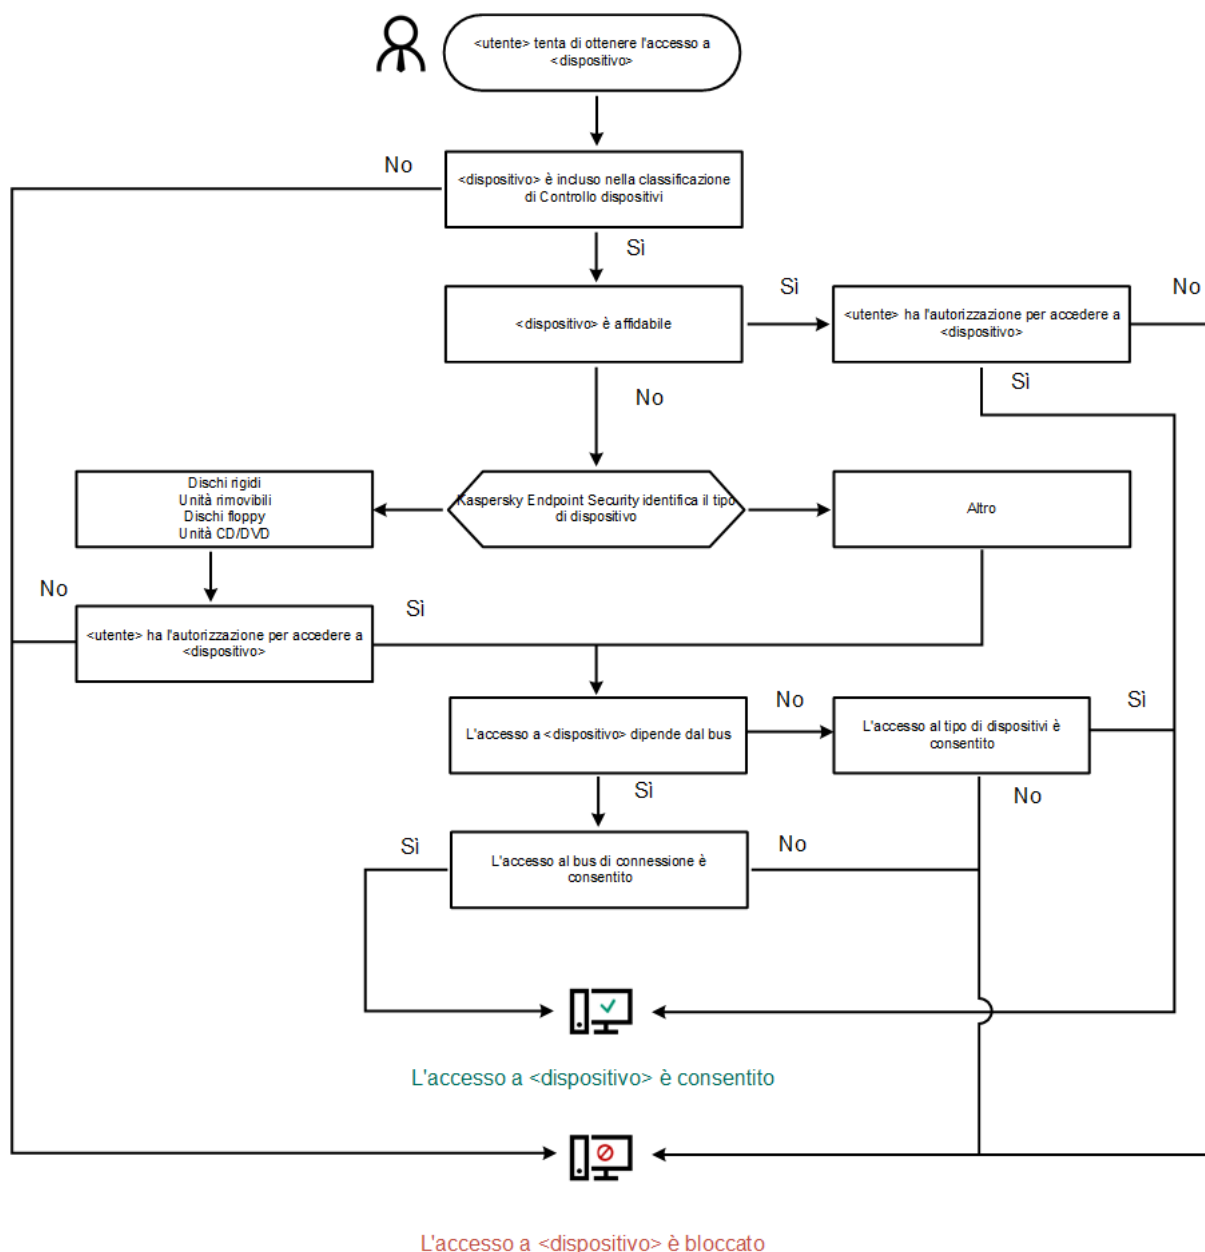 <utente> tenta di ottenere l'accesso a
<dispositivo>
No
<dispositivo> è incluso nella classificazione
di Controllo dispositivi
Sì
<dispositivo> è affidabile
Sì
<utente> ha l'autorizzazione per accedere a
<dispositivo>
No
Sì
No
Dischi rigidi
Unità rimovibili
Dischi floppy
Unità CD/DVD
Kaspersky Endpoint Security identifica il tipo
di dispositivo
Altro
No
<utente> ha l'autorizzazione per accedere a
<dispositivo>
Sì
L'accesso a <dispositivo> dipende dal bus
No
L'accesso al tipo di dispositivi è
consentito
Sì
Sì
No
Sì
L'accesso al bus di connessione è
consentito
No
L'accesso a <dispositivo> è consentito
L'accesso a <dispositivo> è bloccato